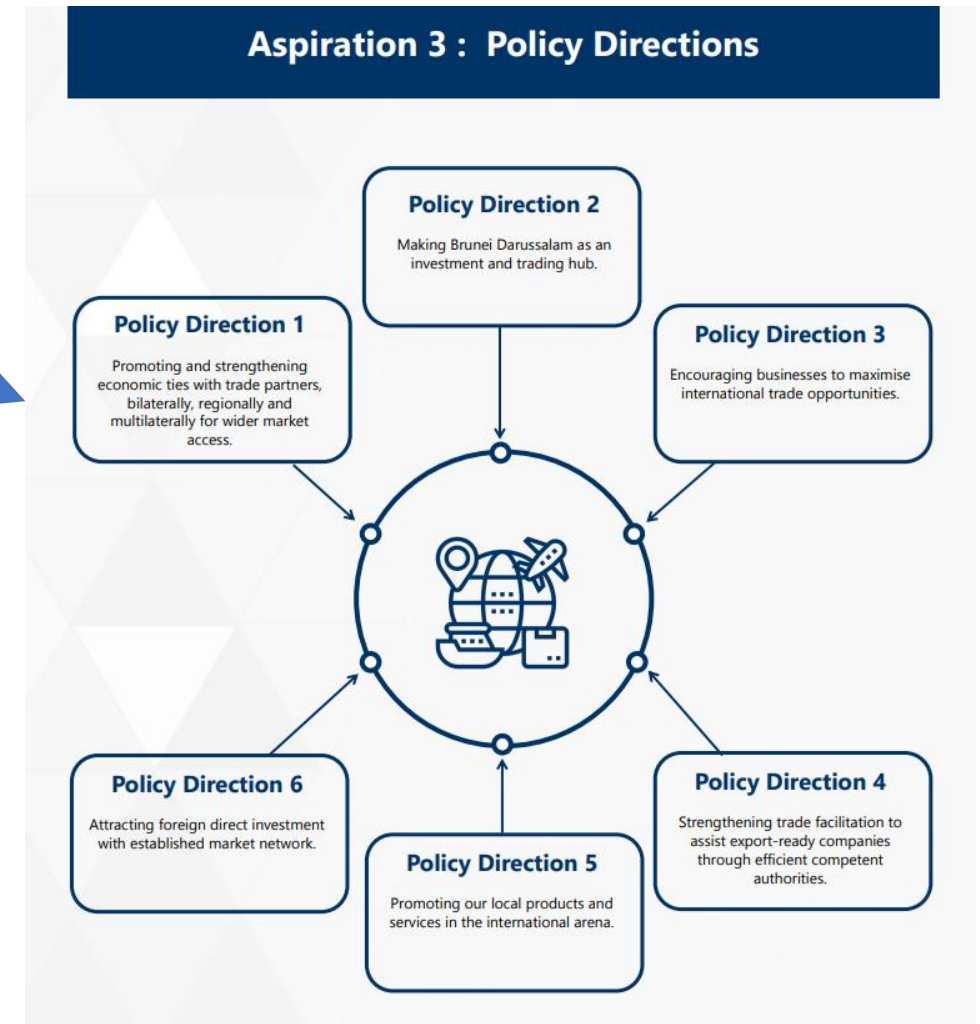 Aspiration 3 : Policy Directions
Policy Direction 1
Promoting and strengthening
economic ties with trade partners,
bilaterally, regionally and
multilaterally for wider market
access.
Policy Direction 2
Making Brunei Darussalam as an
investment and trading hub.
Policy Direction 3
Encouraging businesses to maximise
international trade opportunities.
Policy Direction 4
Strengthening trade facilitation to
assist export-ready companies
through efficient competent
authorities.
Policy Direction 5
Promoting our local products and
services in the international arena.
Policy Direction 6
Attracting foreign direct investment
with established market network.